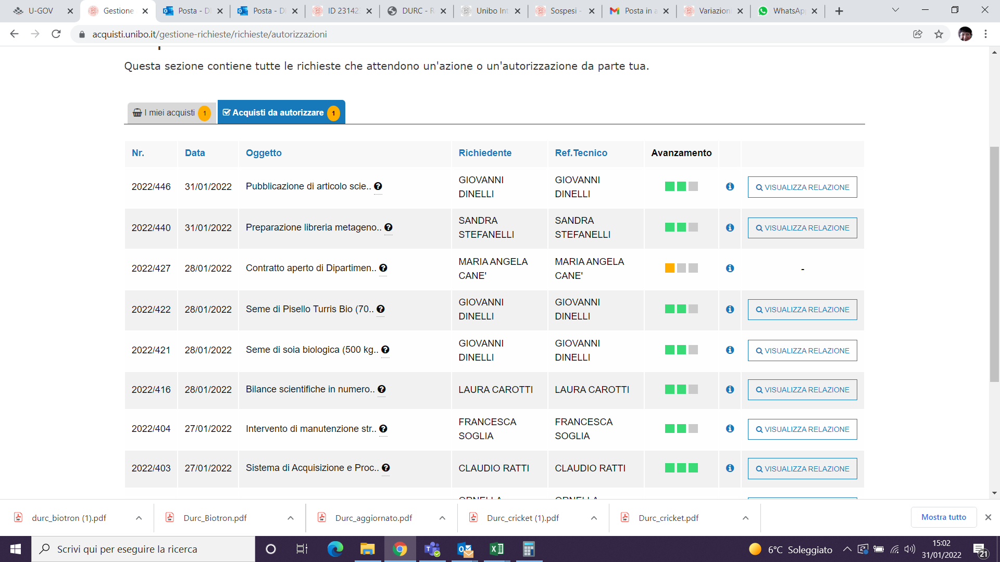 U-GOV
Gestione
Posta - D
Posta - D
ID 23142
DURC - R
Unibo Int
Sospesi -
Posta in a
Variazioni
WhatsAp
acquisti.unibo.it/gestione-richieste/richieste/autorizzazioni
Questa sezione contiene tutte le richieste che attendono un'azione o un'autorizzazione da parte tua.
I miei acquisti 1 Acquisti da autorizzare 1
Nr. Data Oggetto Richiedente Ref.Tecnico Avanzamento
2022/446 31/01/2022 Pubblicazione di articolo scie.. GIOVANNI DINELLI GIOVANNI DINELLI VISUALIZZA RELAZIONE
2022/440 31/01/2022 Preparazione libreria metageno.. SANDRA STEFANELLI SANDRA STEFANELLI VISUALIZZA RELAZIONE
2022/427 28/01/2022 Contratto aperto di Dipartimen.. MARIA ANGELA CANE' MARIA ANGELA CANE' -
2022/422 28/01/2022 Seme di Pisello Turris Bio (70.. GIOVANNI DINELLI GIOVANNI DINELLI VISUALIZZA RELAZIONE
2022/421 28/01/2022 Seme di soia biologica (500 kg.. GIOVANNI DINELLI GIOVANNI DINELLI VISUALIZZA RELAZIONE
2022/416 28/01/2022 Bilance scientifiche in numero.. LAURA CAROTTI LAURA CAROTTI VISUALIZZA RELAZIONE
2022/404 27/01/2022 Intervento di manutenzione str.. FRANCESCA SOGLIA FRANCESCA SOGLIA VISUALIZZA RELAZIONE
2022/403 27/01/2022 Sistema di Acquisizione e Proc.. CLAUDIO RATTI CLAUDIO RATTI VISUALIZZA RELAZIONE
ORNELLA ORNELLA
durc_biotron (1).pdf
Durc_Biotron.pdf
Durc_aggiornato.pdf
Durc_cricket (1).pdf
Durc_cricket.pdf
Mostra tutto
Scrivi qui per eseguire la ricerca
6°C Soleggiato
15:02
31/01/2022
21